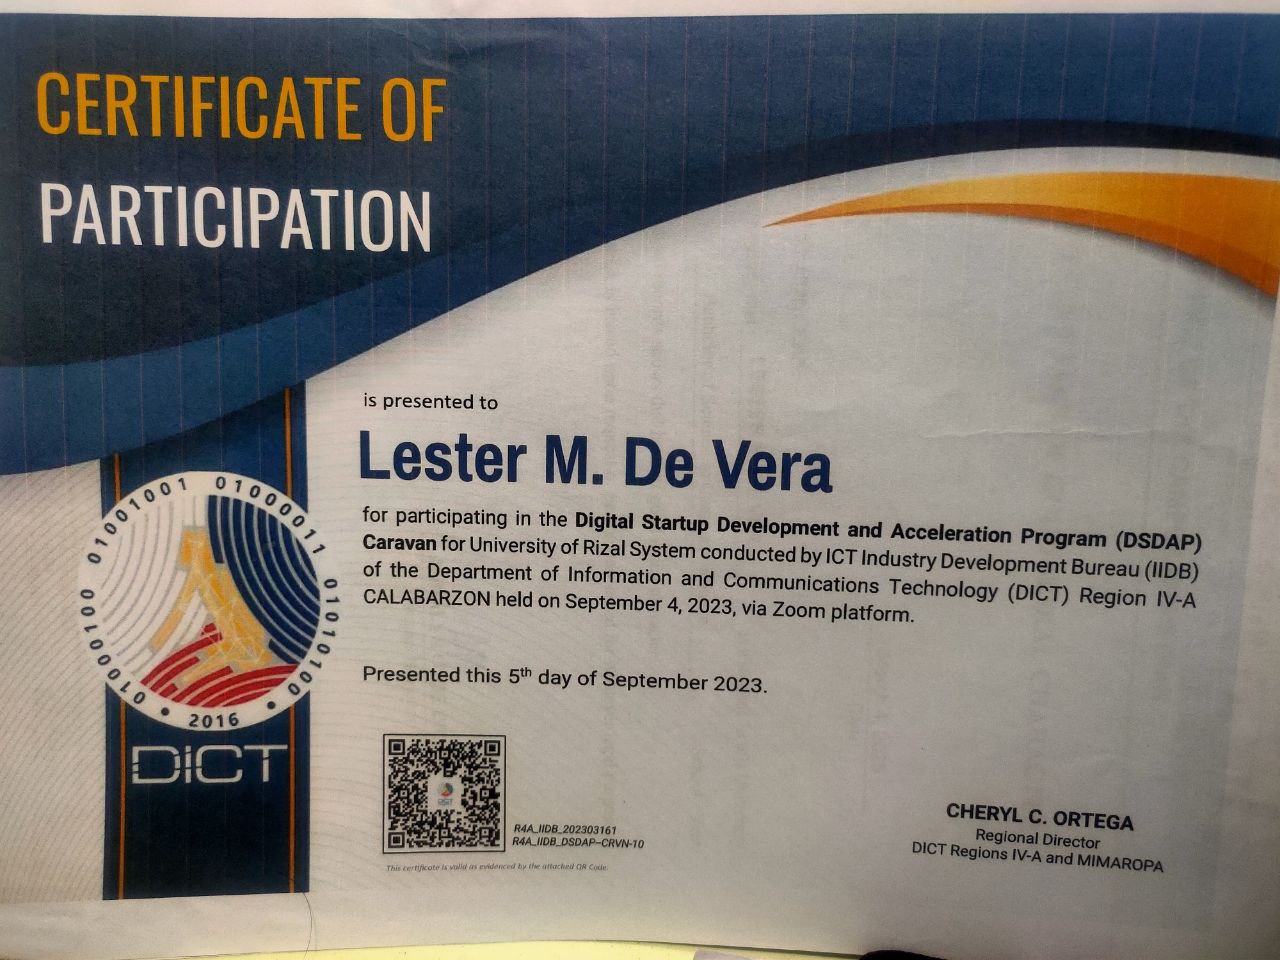 CERTIFICATE OF
PARTICIPATION
is presented to
Lester M. De Vera
for participating in the Digital Startup Development and Acceleration Program (DSDAP)
Caravan for University of Rizal System conducted by ICT Industry Development Bureau (IIDB)
of the Department of Information and Communications Technology (DICT) Region IV-A
CALABARZON held on September 4, 2023, via Zoom platform.
Presented this 5th day of September 2023.
01000100 01001001 01000011 01010100
2016
DICT
R4A_IIDB_202303161
R4A_IIDB_DSDAP-CRVN-10
This certificate is valid as evidenced by the attached QR Code.
CHERYL C. ORTEGA
Regional Director
DICT Regions IV-A and MIMAROPA